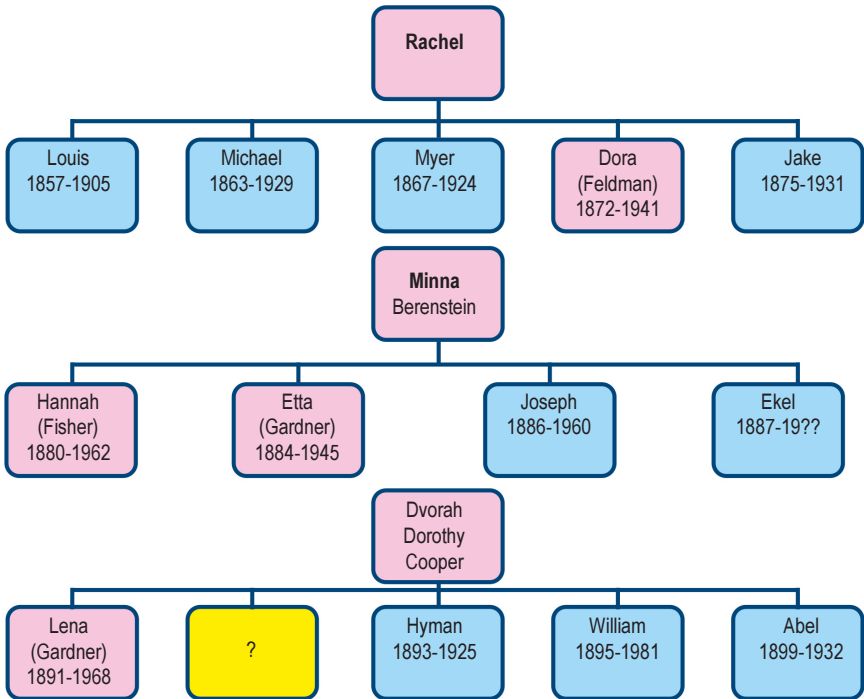 Rachel
Louis
1857-1905
Michael
1863-1929
Myer
1867-1924
Dora
(Feldman)
1872-1941
Jake
1875-1931
Minna
Berenstein
Hannah
(Fisher)
1880-1962
Etta
(Gardner)
1884-1945
Joseph
1886-1960
Ekel
1887-19??
Dvorah
Dorothy
Cooper
Lena
(Gardner)
1891-1968
?
Hyman
1893-1925
William
1895-1981
Abel
1899-1932